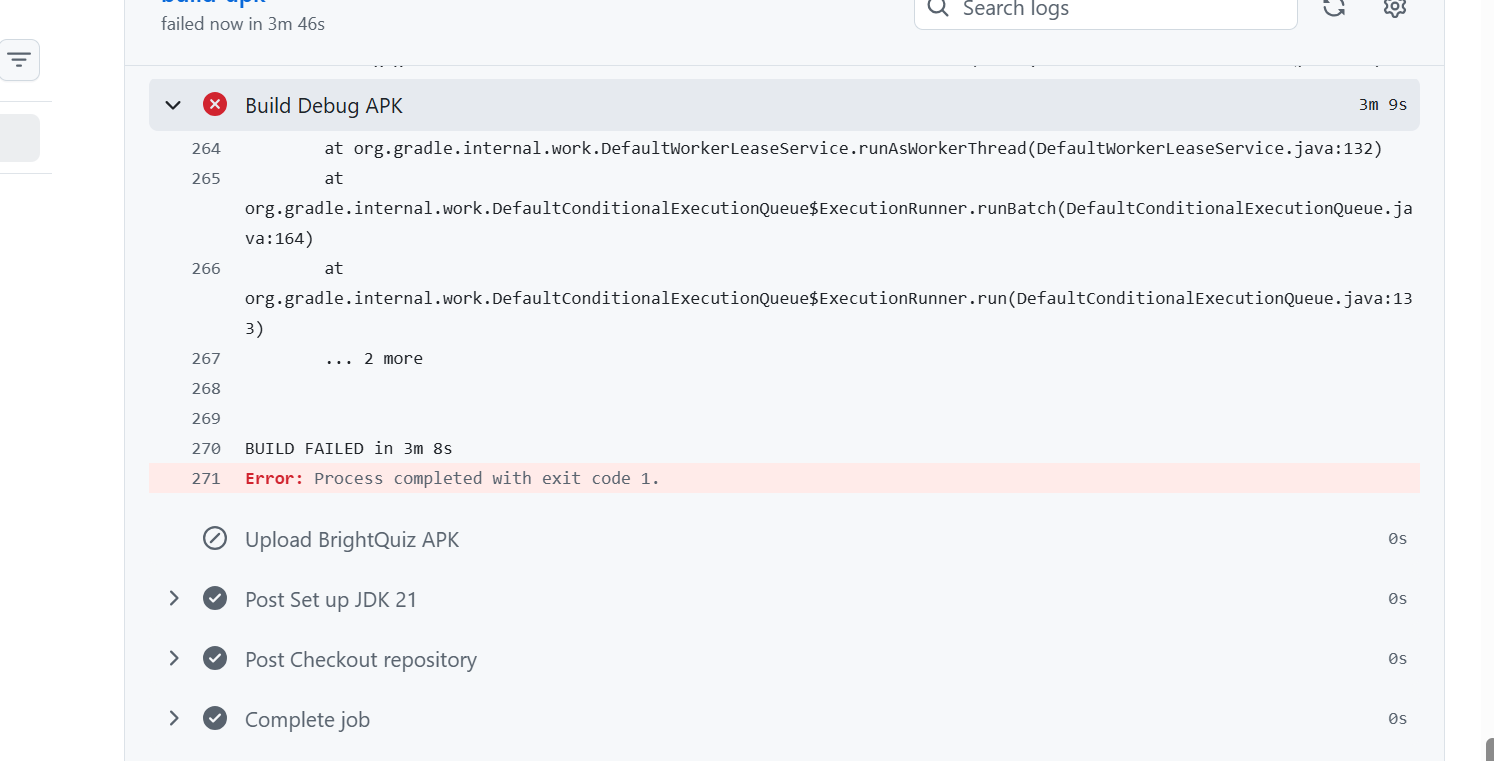 failed now in 3m 46s
Search logs
Build Debug APK 3m 9s
264 at org.gradle.internal.work.DefaultWorkerLeaseService.runAsWorkerThread(DefaultWorkerLeaseService.java:132)
265 at
org.gradle.internal.work.DefaultConditionalExecutionQueue$ExecutionRunner.runBatch(DefaultConditionalExecutionQueue.ja
va:164)
266 at
org.gradle.internal.work.DefaultConditionalExecutionQueue$ExecutionRunner.run(DefaultConditionalExecutionQueue.java:13
3)
267 ... 2 more
268
269
270 BUILD FAILED in 3m 8s
271 Error: Process completed with exit code 1.
Upload BrightQuiz APK 0s
Post Set up JDK 21 0s
Post Checkout repository 0s
Complete job 0s